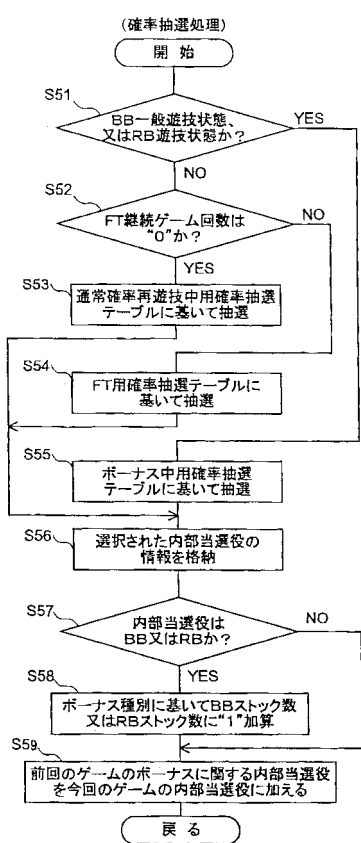 (確率抽選処理)
開 始
S51
BB一般遊技状態、
又はRB遊技状態か?
YES
NO
S52
FT継続ゲーム回数は
“0”か?
NO
YES
S53
通常確率再遊技中用確率抽選
テーブルに基いて抽選
S54
FT用確率抽選テーブルに
基いて抽選
S55
ボーナス中用確率抽選
テーブルに基いて抽選
S56
選択された内部当選役の
情報を格納
S57
内部当選役は
BB又はRBか?
NO
YES
S58
ボーナス種別に基いてBBストック数
又はRBストック数に“1”加算
S59
前回のゲームのボーナスに関する内部当選役
を今回のゲームの内部当選役に加える
戻 る